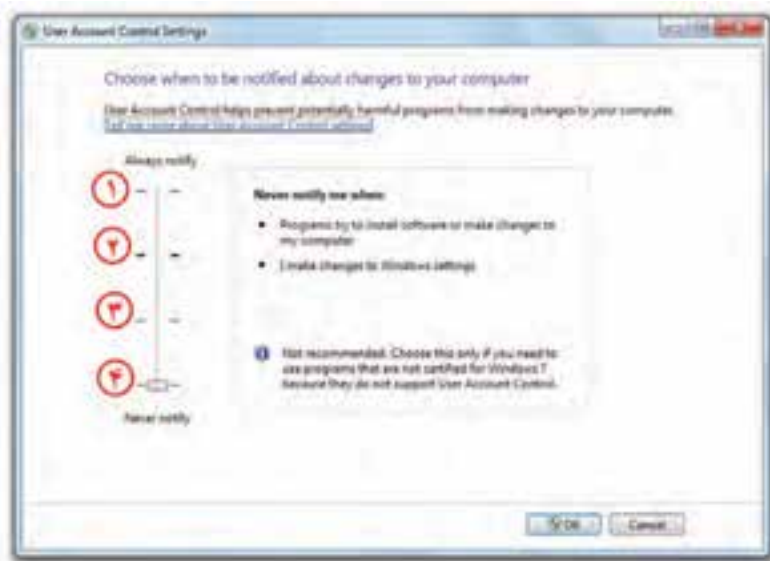 User Account Control Settings
Choose when to be notified about changes to your computer
User Account Control helps prevent potentially harmful programs from making changes to your computer.
Tell me more about User Account Control settings
Always notify
۱
۲
۳
۴
Never notify
Never notify me when:
• Programs try to install software or make changes to
my computer
• I make changes to Windows settings
Not recommended. Choose this only if you need to
use programs that are not certified for Windows 7
because they do not support User Account Control.
OK
Cancel